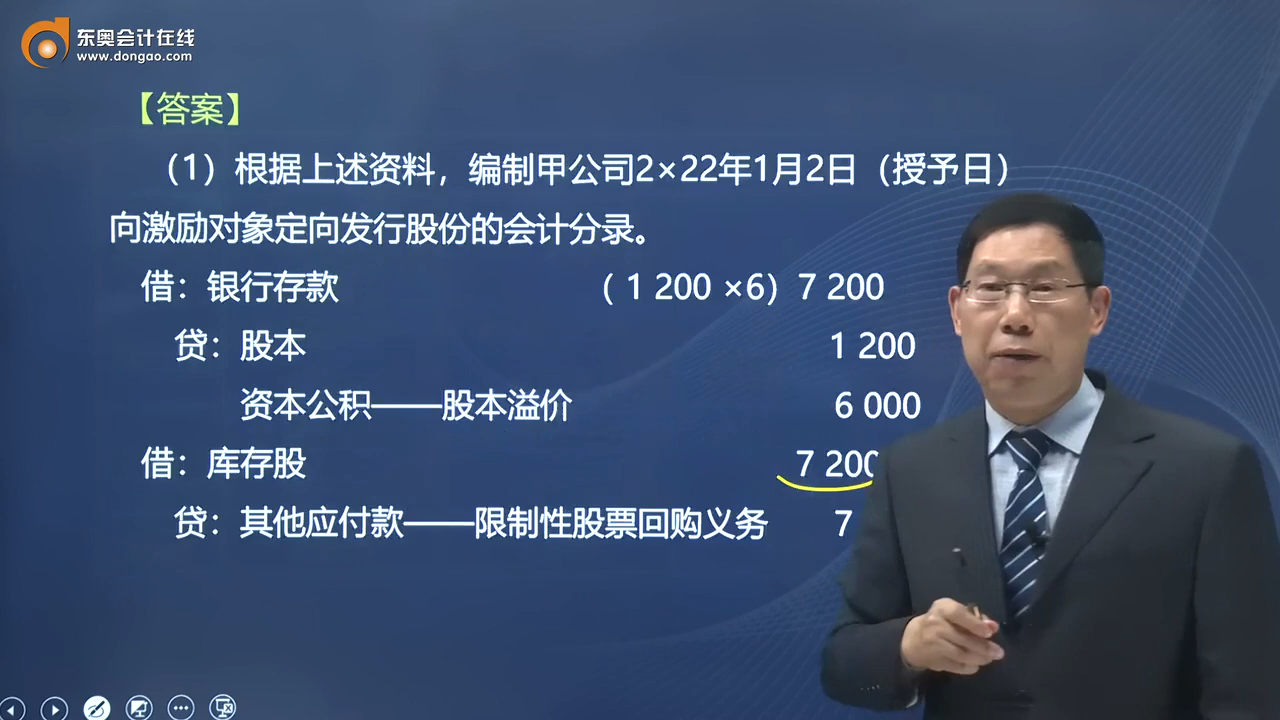 东奥会计在线
www.dongao.com
【答案】
（1）根据上述资料，编制甲公司2×22年1月2日（授予日）
向激励对象定向发行股份的会计分录。
借：银行存款 （ 1 200 ×6）7 200
贷：股本 1 200
资本公积——股本溢价 6 000
借：库存股 7 200
贷：其他应付款——限制性股票回购义务 7